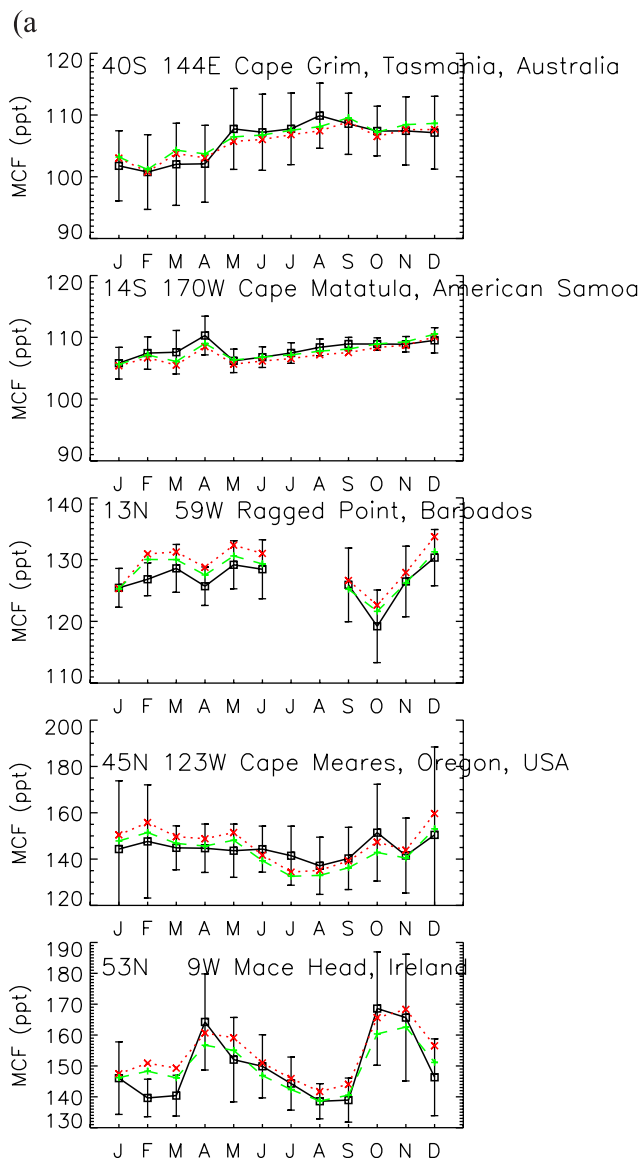 (a)
40S 144E Cape Grim, Tasmania, Australia
120
110
100
90
MCF (ppt)
J F M A M J J A S O N D
14S 170W Cape Matatula, American Samoa
120
110
100
90
MCF (ppt)
J F M A M J J A S O N D
13N 59W Ragged Point, Barbados
140
130
120
110
MCF (ppt)
J F M A M J J A S O N D
200
45N 123W Cape Meares, Oregon, USA
180
160
140
120
MCF (ppt)
J F M A M J J A S O N D
190
53N 9W Mace Head, Ireland
180
170
160
150
140
130
MCF (ppt)
J F M A M J J A S O N D